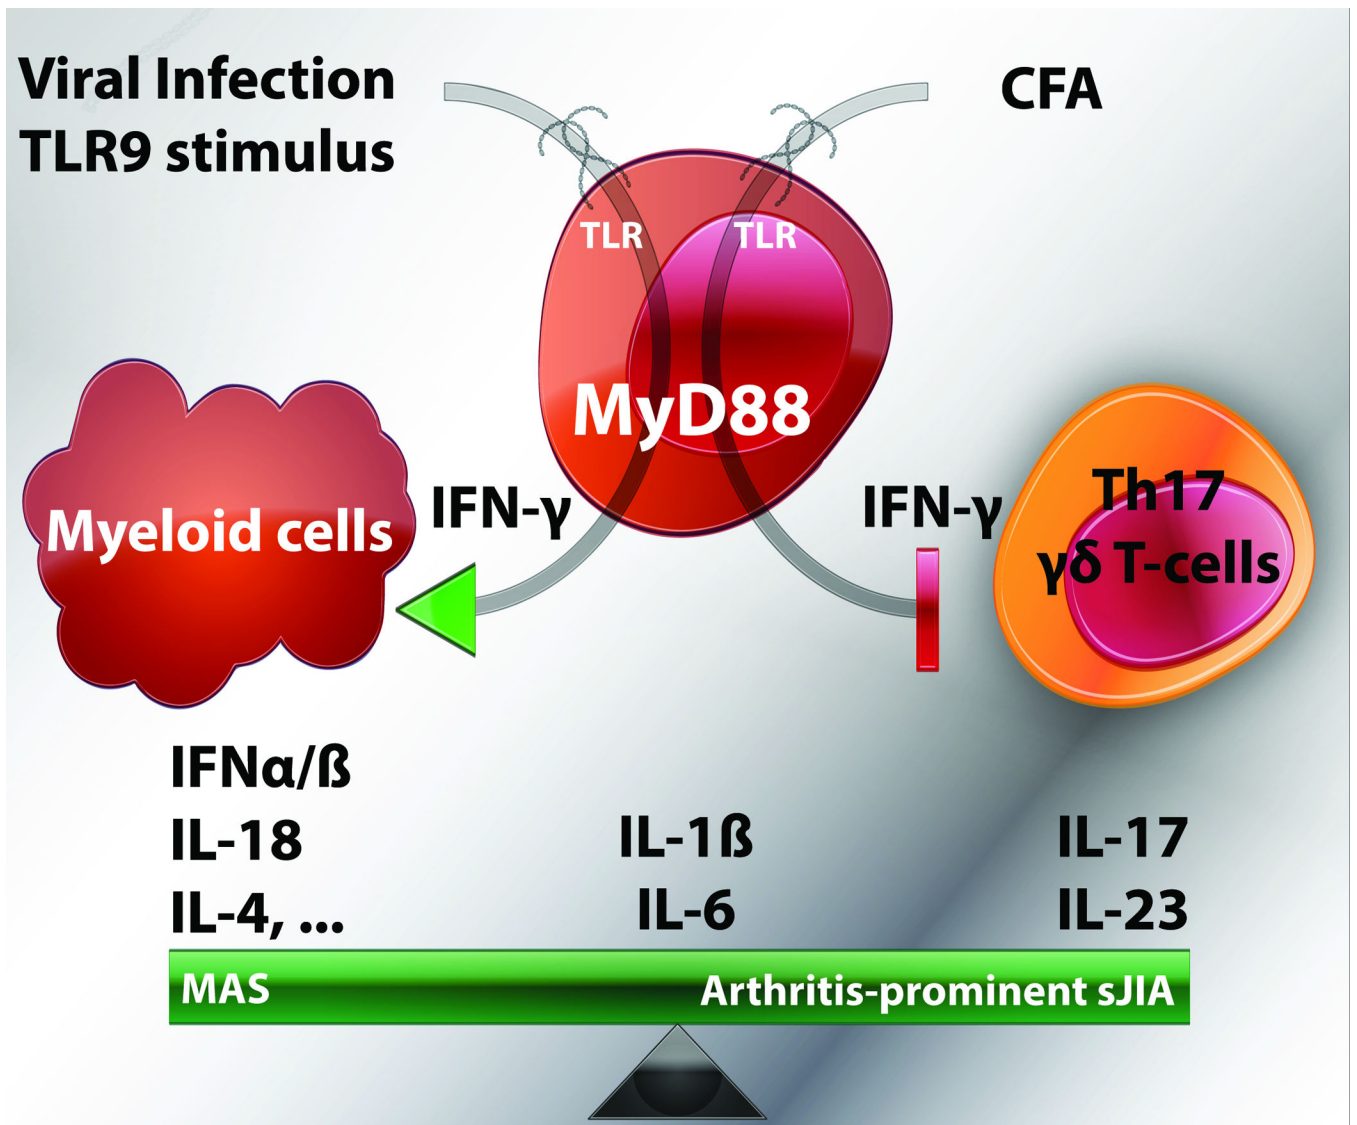 Viral Infection
TLR9 stimulus
CFA
TLR
TLR
MyD88
Myeloid cells
IFN-γ
IFN-γ
Th17
γδ T-cells
IFNα/ß
IL-18
IL-4, ...
IL-1ß
IL-6
IL-17
IL-23
MAS
Arthritis-prominent sJIA